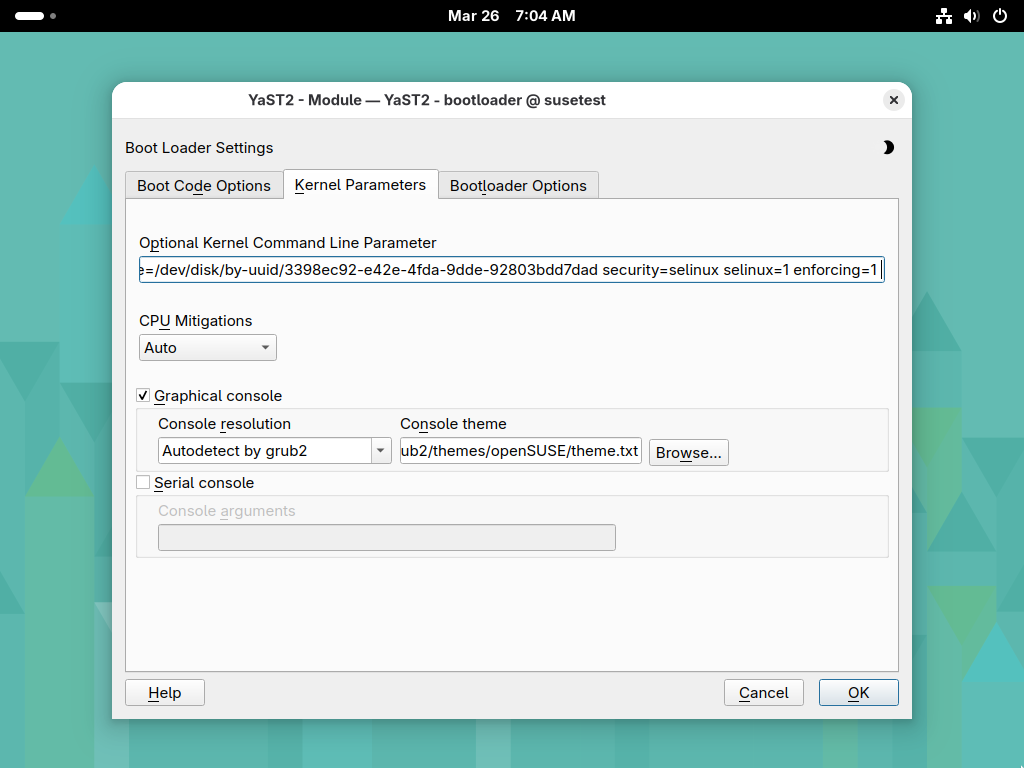 Mar 26 7:04 AM
YaST2 - Module — YaST2 - bootloader @ susetest
Boot Loader Settings
Boot Code Options Kernel Parameters Bootloader Options
Optional Kernel Command Line Parameter
e=/dev/disk/by-uuid/3398ec92-e42e-4fda-9dde-92803bdd7dad security=selinux selinux=1 enforcing=1
CPU Mitigations
Auto
Graphical console
Console resolution Console theme
Autodetect by grub2 ub2/themes/openSUSE/theme.txt Browse...
Serial console
Console arguments
Help Cancel OK